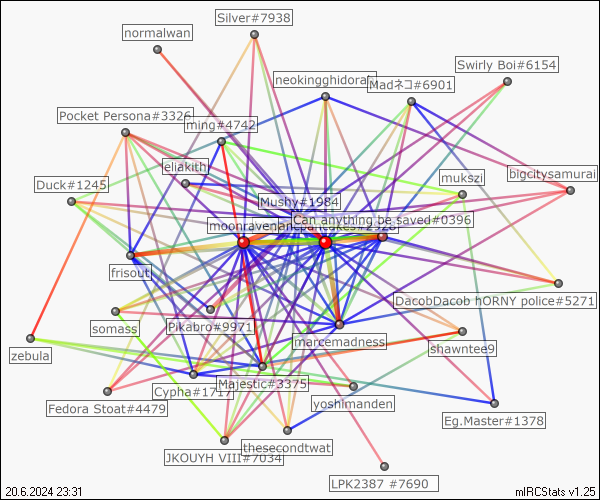 Silver#7938
normalwan
Swirly Boi#6154
neokingghidorah
Madネコ#6901
Pocket Persona#3326
ming#4742
eliakith
bigcitysamurai
mukszi
Duck#1245
Mushy#1984
Can anything be saved#0396
frisout
DacobDacob hORNY police#5271
somass
Pikabro#9971
marcemadness
shawntee9
zebula
Majestic#3375
Cypha#1717
yoshimanden
Fedora Stoat#4479
Eg.Master#1378
thesecondtwat
JKOUYH VIII#7034
LPK2387 #7690
20.6.2024 23:31
mIRCStats v1.25